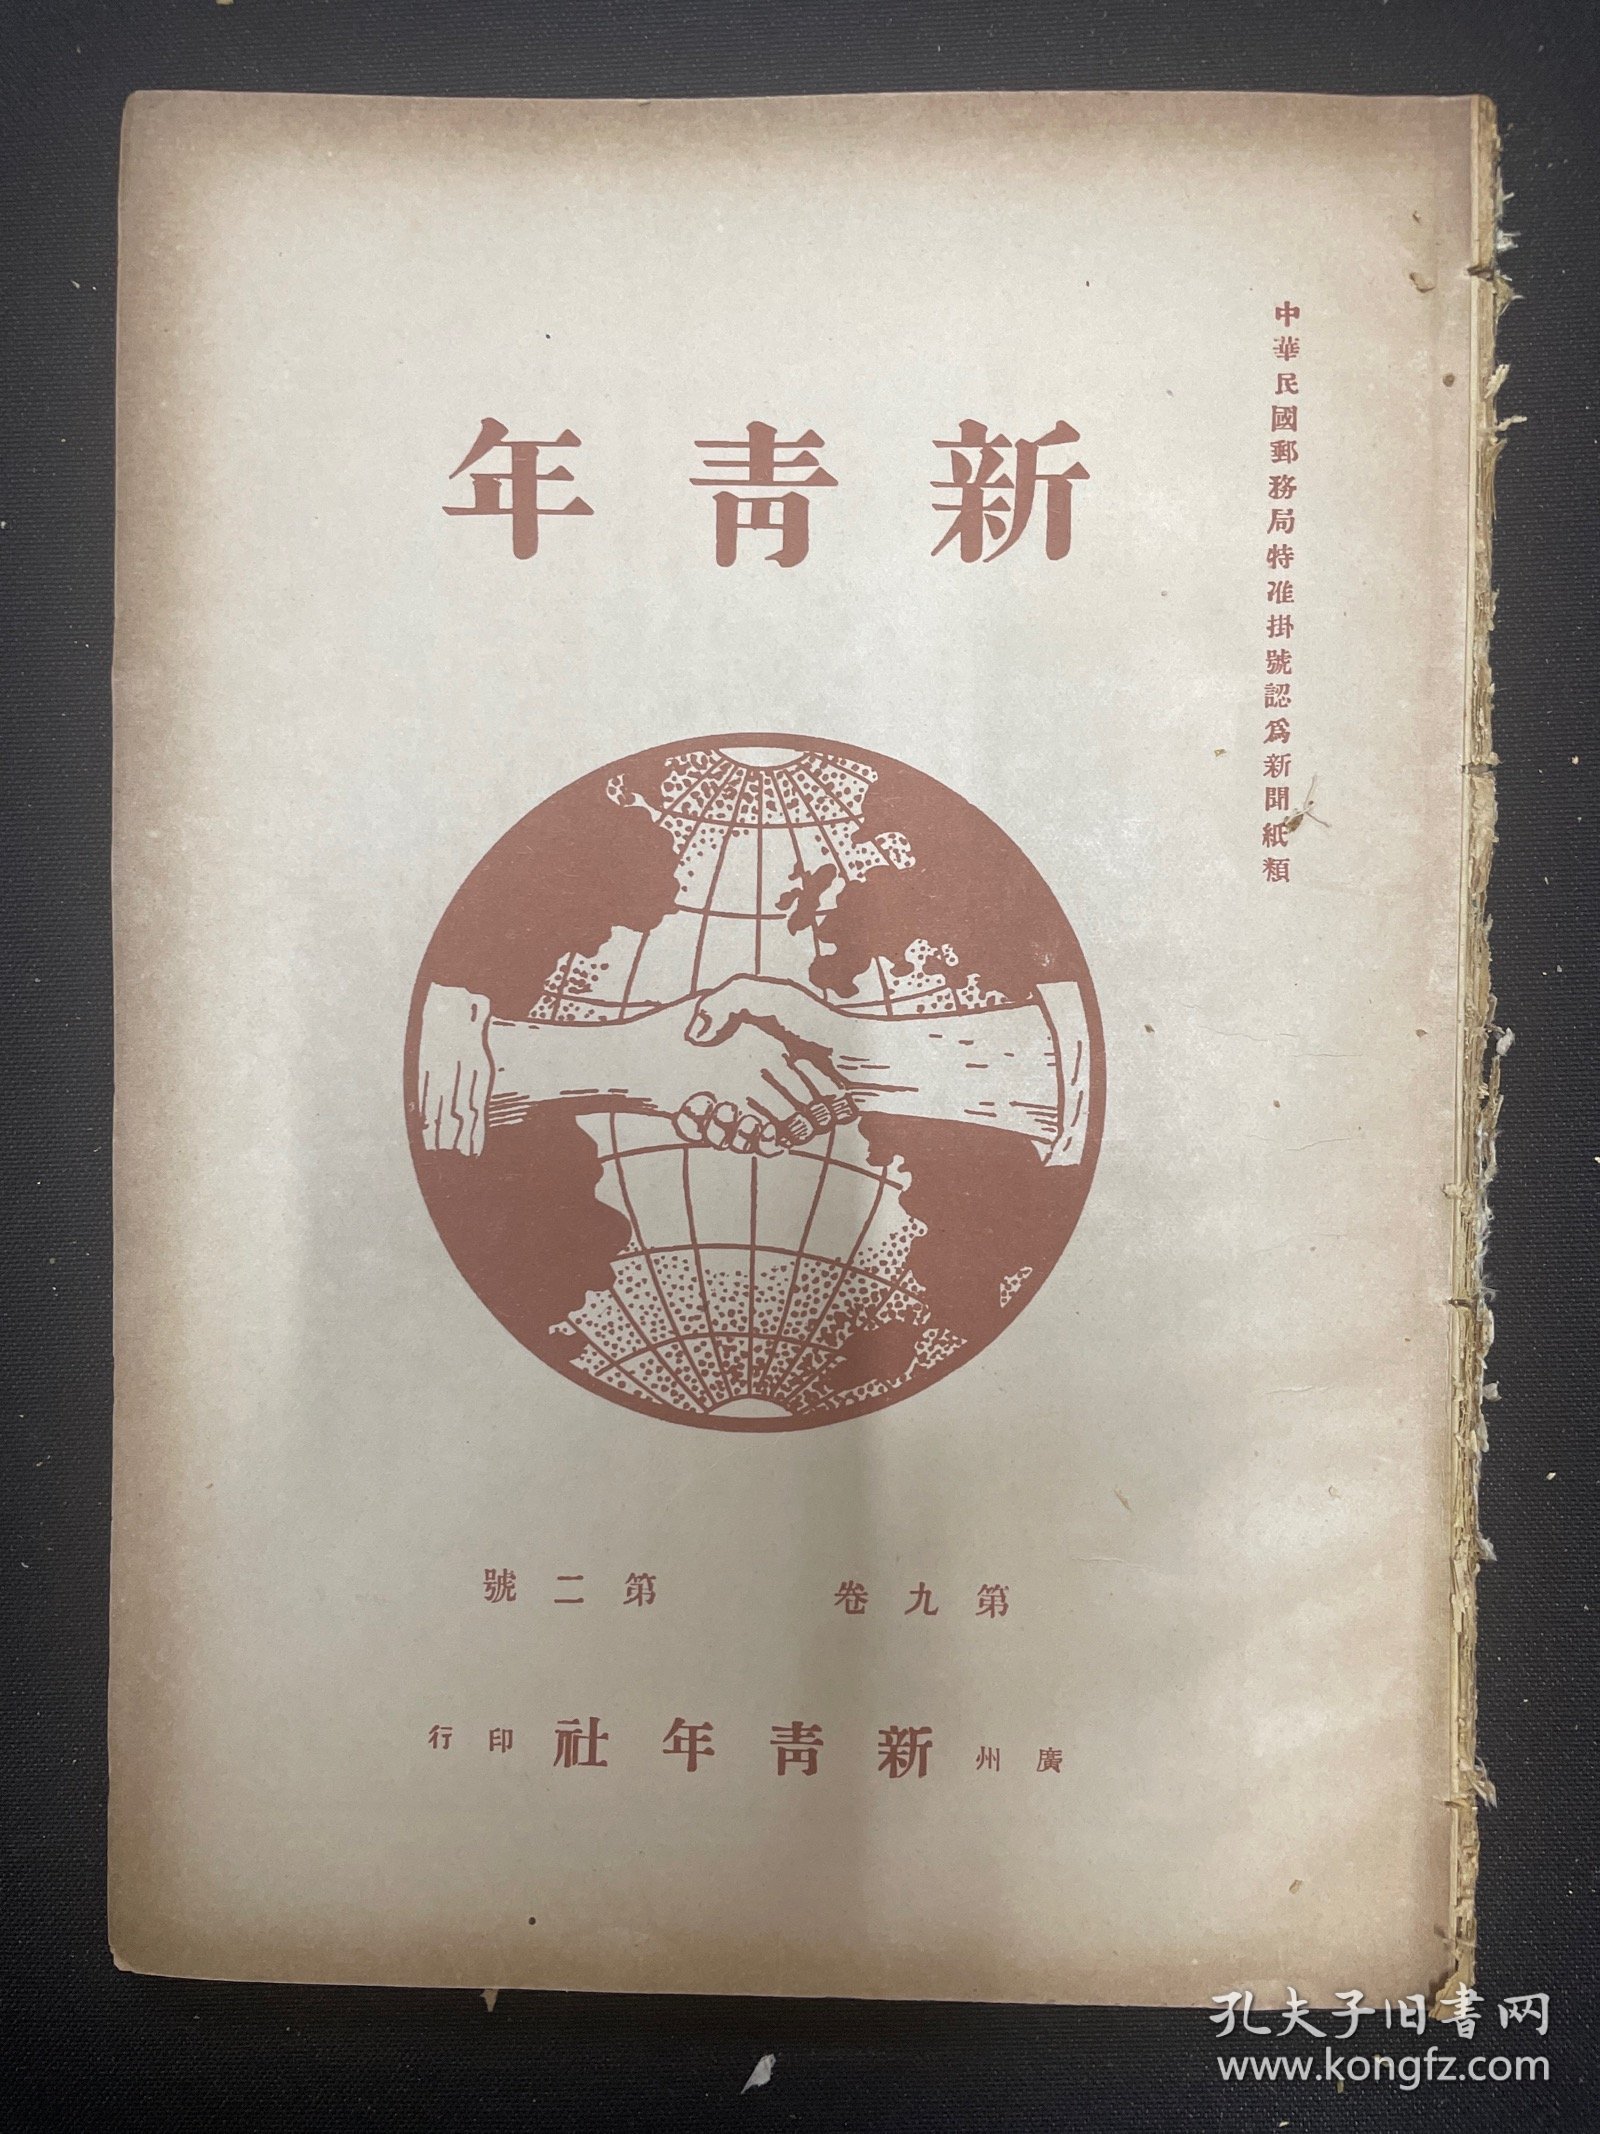 中華民國郵務局特准掛號認爲新聞紙類
新青年
第九卷 第二號
廣州新青年社印行
孔夫子旧書网
www.kongfz.com